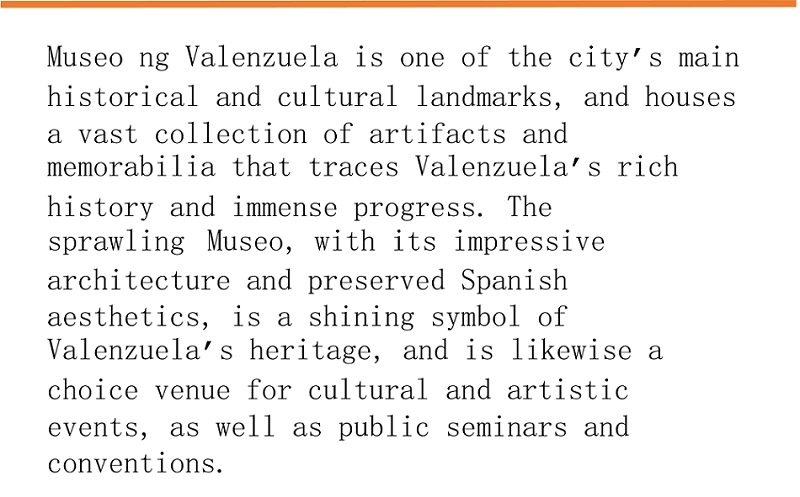 Museo ng Valenzuela is one of the city's main
historical and cultural landmarks, and houses
a vast collection of artifacts and
memorabilia that traces Valenzuela's rich
history and immense progress. The
sprawling Museo, with its impressive
architecture and preserved Spanish
aesthetics, is a shining symbol of
Valenzuela's heritage, and is likewise a
choice venue for cultural and artistic
events, as well as public seminars and
conventions.